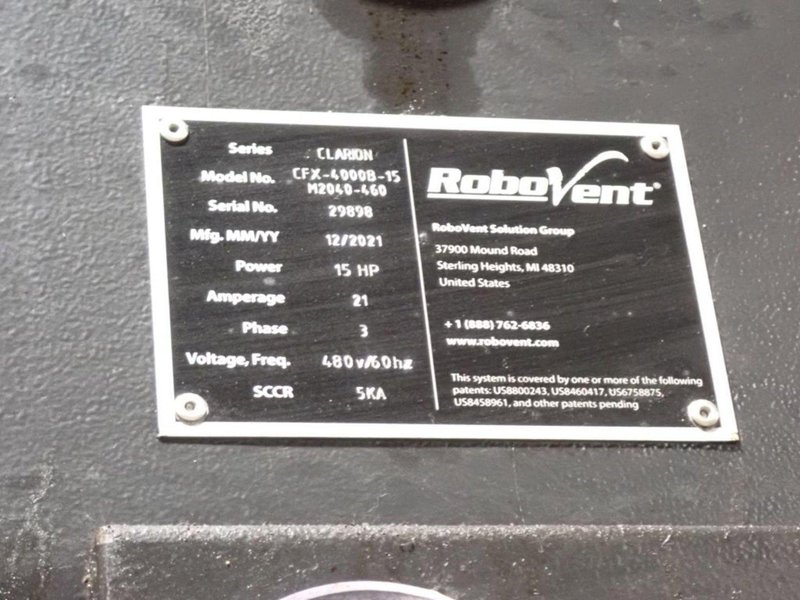 Series CLARION
Model No. CFX-4000B-15
M2040-460
Serial No. 29898
Mfg. MM/YY 12/2021
Power 15 HP
Amperage 21
Phase 3
Voltage, Freq. 480v/60hz
SCCR 5KA
RoboVent®
RoboVent Solution Group
37900 Mound Road
Sterling Heights, MI 48310
United States
+ 1 (888) 762-6836
www.robovent.com
This system is covered by one or more of the following
patents: US8800243, US8460417, US6758875,
US8458961, and other patents pending